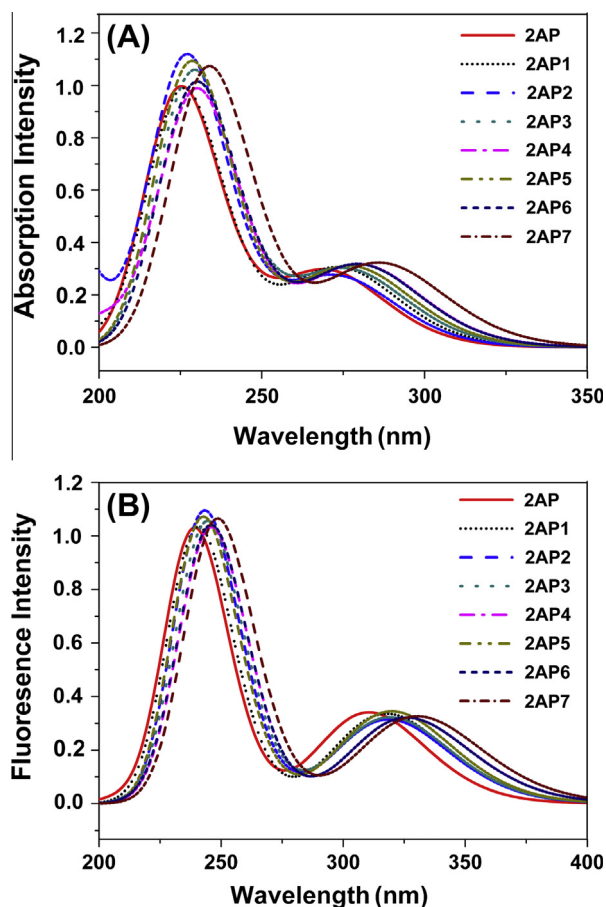 (A)
2AP
2AP1
2AP2
2AP3
2AP4
2AP5
2AP6
2AP7
Absorption Intensity
1.2
1.0
0.8
0.6
0.4
0.2
0.0
200 250 300 350
Wavelength (nm)
(B)
2AP
2AP1
2AP2
2AP3
2AP4
2AP5
2AP6
2AP7
Fluoresence Intensity
1.2
1.0
0.8
0.6
0.4
0.2
0.0
200 250 300 350 400
Wavelength (nm)